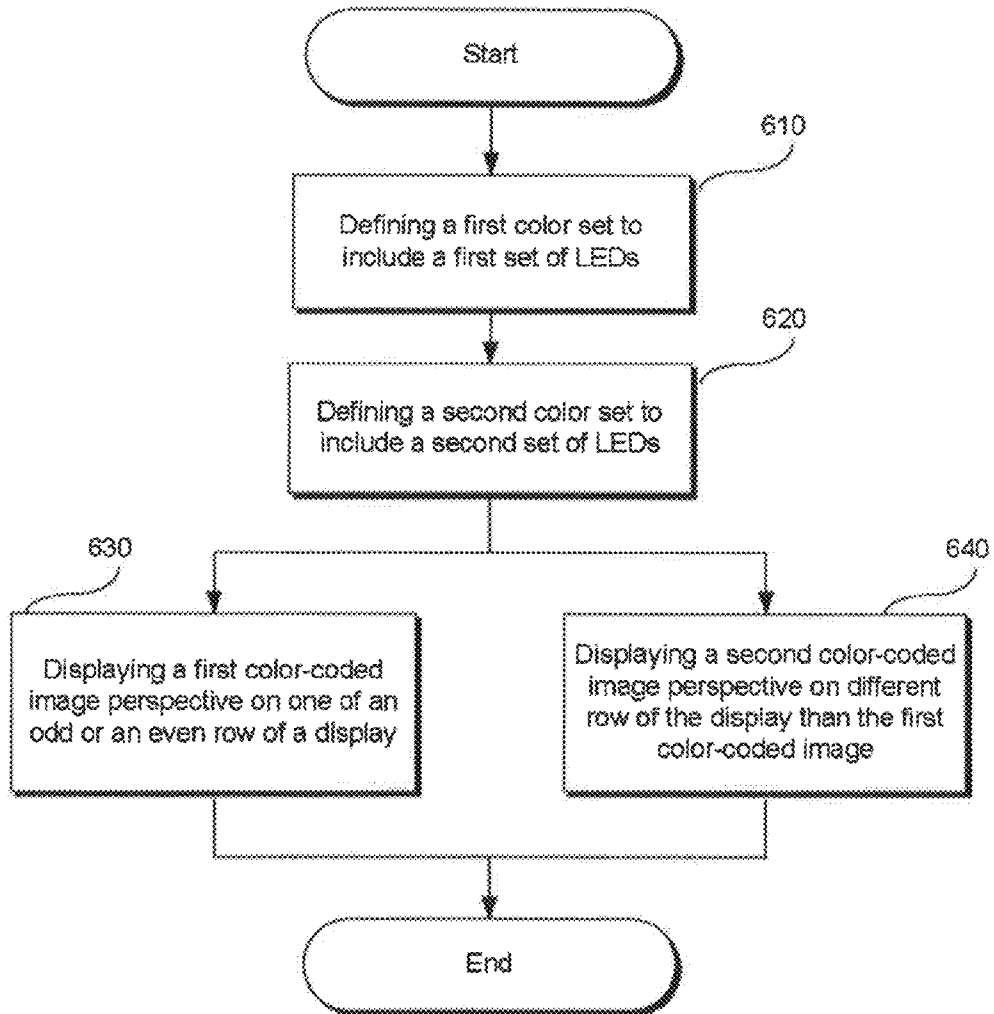 Start
610
Defining a first color set to
include a first set of LEDs
620
Defining a second color set to
include a second set of LEDs
630
Displaying a first color-coded
image perspective on one of an
odd or an even row of a display
640
Displaying a second color-coded
image perspective on different
row of the display than the first
color-coded image
End